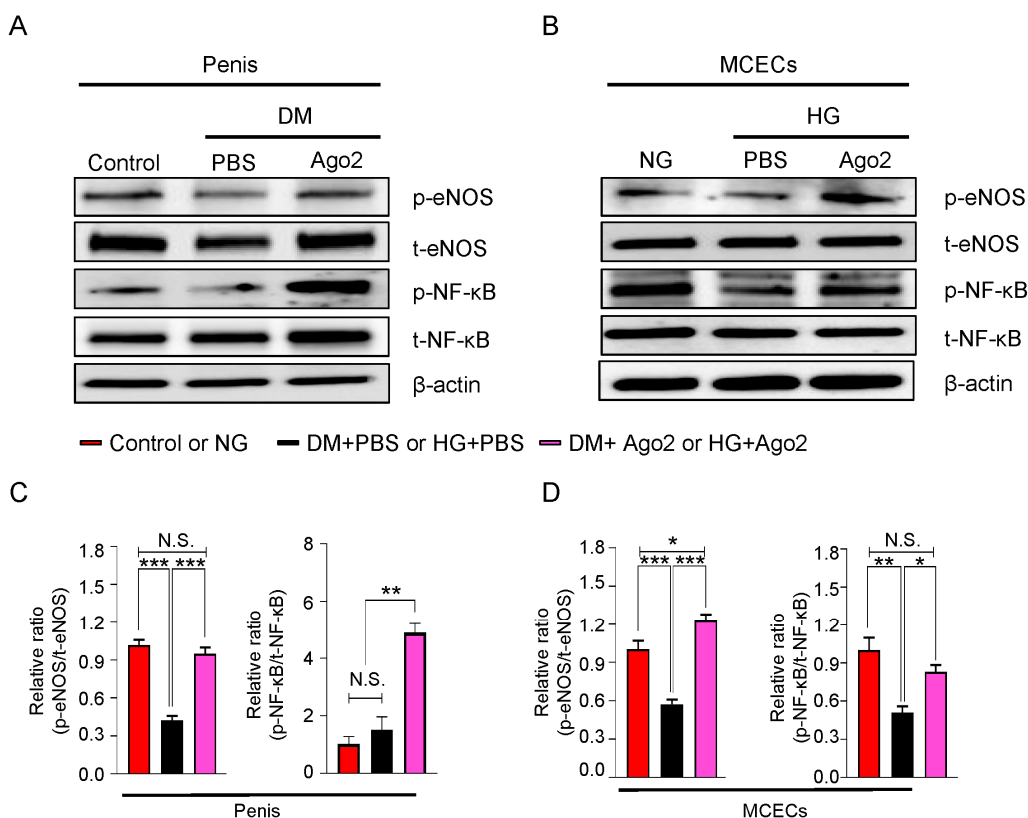 A
B
Penis
MCECs
DM
HG
Control PBS Ago2
NG PBS Ago2
p-eNOS
p-eNOS
t-eNOS
t-eNOS
p-NF-κB
p-NF-κB
t-NF-κB
t-NF-κB
β-actin
β-actin
Control or NG DM+PBS or HG+PBS DM+ Ago2 or HG+Ago2
C
D
Relative ratio
(p-eNOS/t-eNOS)
1.8
1.5
1.2
0.9
0.6
0.3
0.0
N.S.
*** ***
Relative ratio
(p-NF-κB/t-NF-κB)
8
6
4
2
0
**
N.S.
Penis
Relative ratio
(p-eNOS/t-eNOS)
1.8
1.5
1.2
0.9
0.6
0.3
0.0
*
*** ***
Relative ratio
(p-NF-κB/t-NF-κB)
1.8
1.5
1.2
0.9
0.6
0.3
0.0
N.S.
** *
MCECs